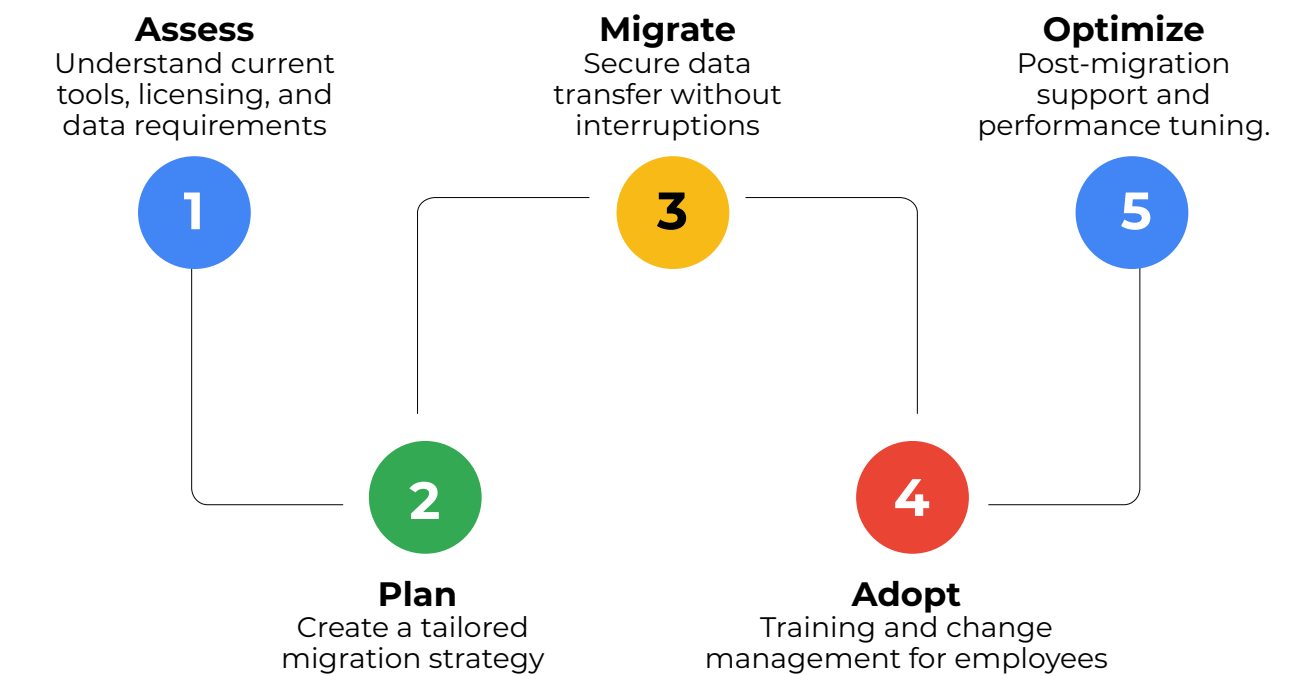 Assess
Understand current
tools, licensing, and
data requirements
1
Plan
Create a tailored
migration strategy
2
Migrate
Secure data
transfer without
interruptions
3
Adopt
Training and change
management for employees
4
Optimize
Post-migration
support and
performance tuning.
5